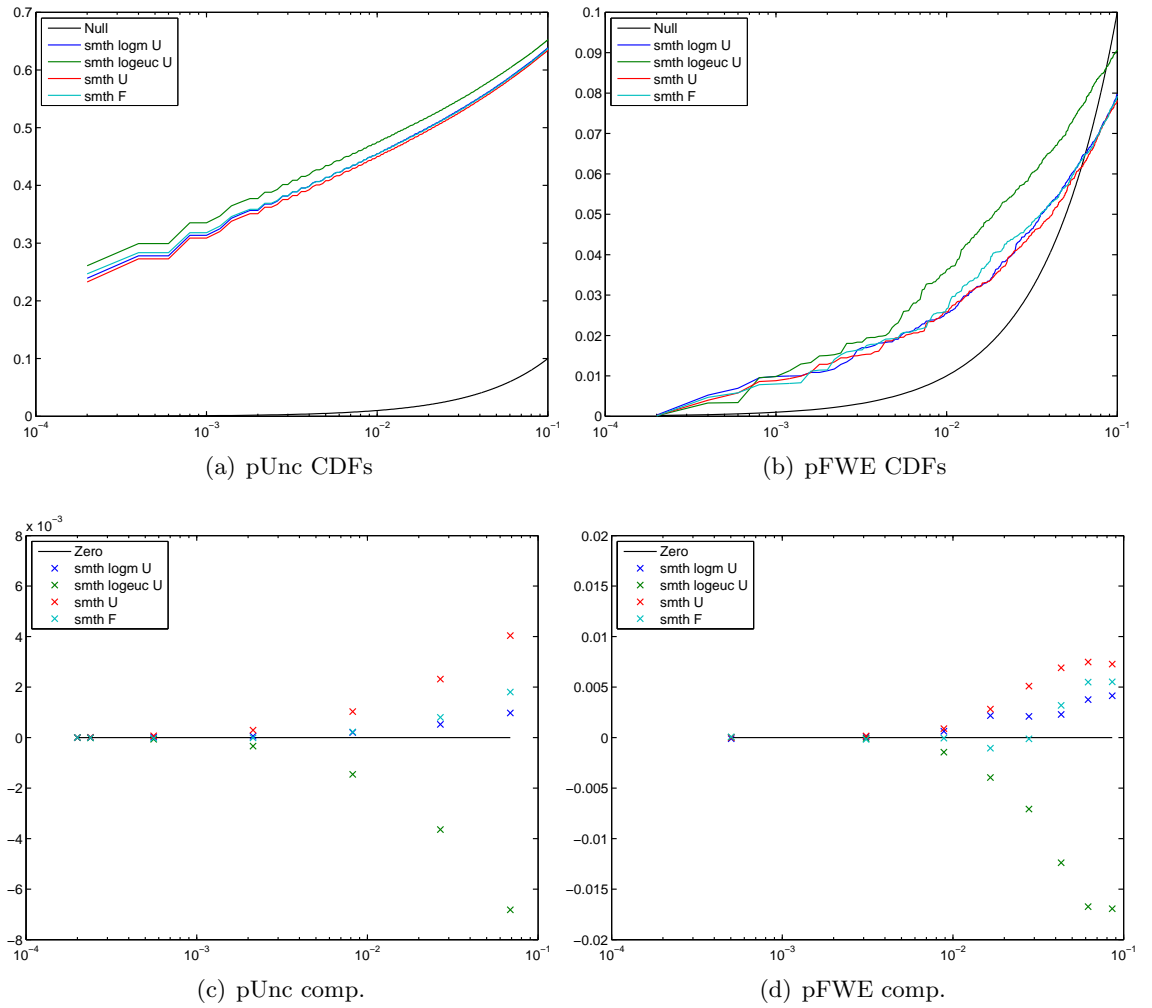 0.7
0.6
0.5
0.4
0.3
0.2
0.1
0
10⁻⁴
10⁻³
10⁻²
10⁻¹
Null
smth logm U
smth logeuc U
smth U
smth F
(a) pUnc CDFs
0.1
0.09
0.08
0.07
0.06
0.05
0.04
0.03
0.02
0.01
0
10⁻⁴
10⁻³
10⁻²
10⁻¹
Null
smth logm U
smth logeuc U
smth U
smth F
(b) pFWE CDFs
x 10⁻³
8
6
4
2
0
−2
−4
−6
−8
10⁻⁴
10⁻³
10⁻²
10⁻¹
Zero
smth logm U
smth logeuc U
smth U
smth F
(c) pUnc comp.
0.02
0.015
0.01
0.005
0
−0.005
−0.01
−0.015
−0.02
10⁻⁴
10⁻³
10⁻²
10⁻¹
Zero
smth logm U
smth logeuc U
smth U
smth F
(d) pFWE comp.